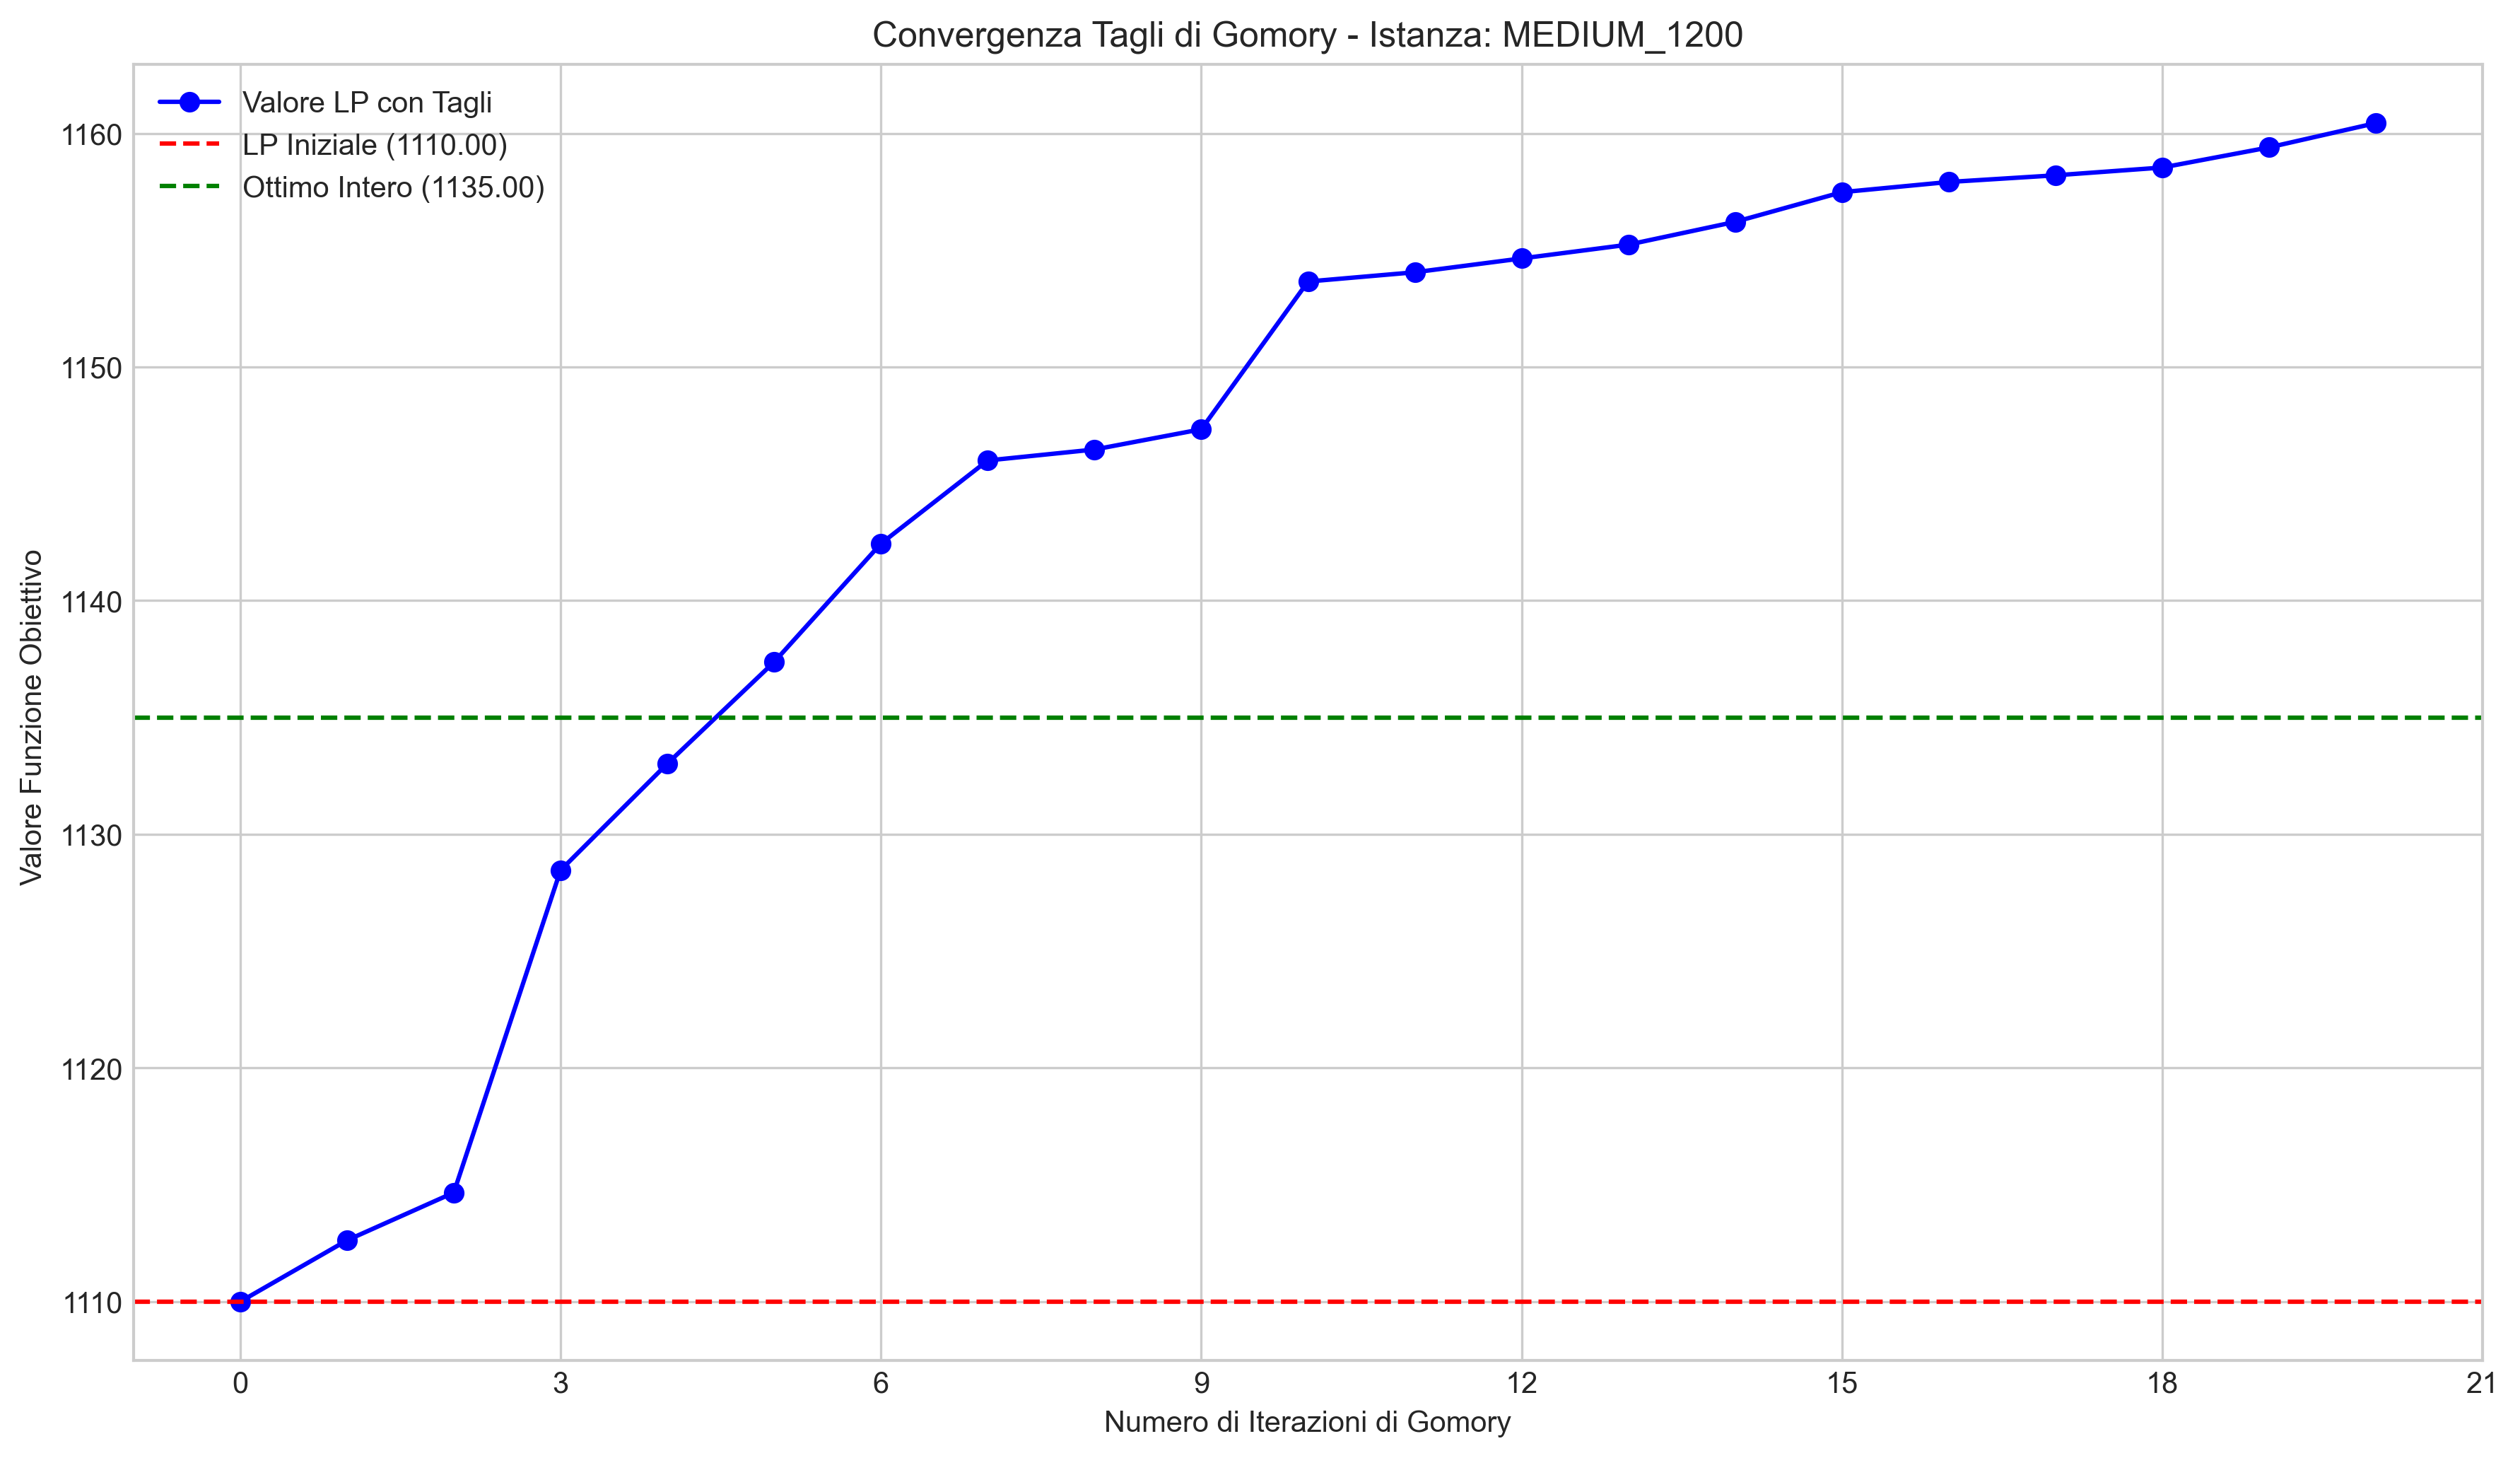 Convergenza Tagli di Gomory - Istanza: MEDIUM_1200
Valore LP con Tagli
LP Iniziale (1110.00)
Ottimo Intero (1135.00)
1160
1150
1140
1130
1120
1110
Valore Funzione Obiettivo
0 3 6 9 12 15 18 21
Numero di Iterazioni di Gomory